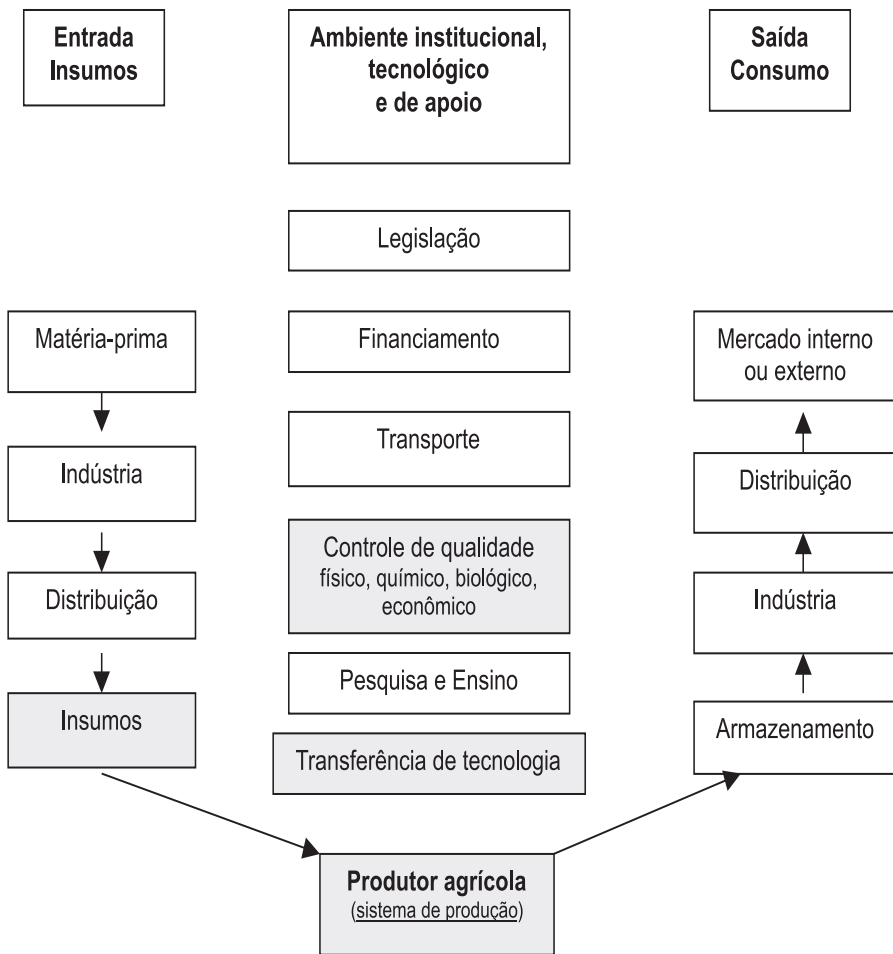 Entrada
Insumos
Ambiente institucional,
tecnológico
e de apoio
Saída
Consumo
Legislação
Matéria-prima
Financiamento
Mercado interno
ou externo
Indústria
Transporte
Distribuição
Distribuição
Controle de qualidade
físico, químico, biológico,
econômico
Indústria
Insumos
Pesquisa e Ensino
Transferência de tecnologia
Armazenamento
Produtor agrícola
(sistema de produção)